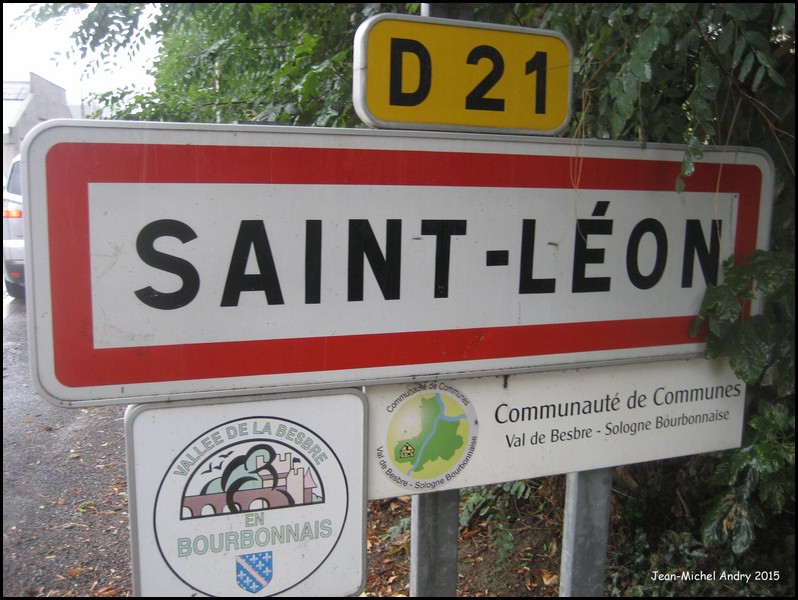 D 21
SAINT-LÉON
Communauté de Communes
Val de Besbre - Sologne Bourbonnaise
Communauté de Communes
Val de Besbre - Sologne Bourbonnaise
VALLEE DE LA BESBRE
EN
BOURBONNAIS
Jean-Michel Andry 2015